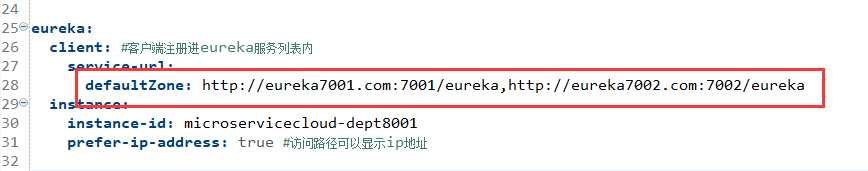 24
25 eureka:
26 client: #客户端注册进eureka服务列表内
27 service-url:
28 defaultZone: http://eureka7001.com:7001/eureka,http://eureka7002.com:7002/eureka
29 instance:
30 instance-id: microservicecloud-dept8001
31 prefer-ip-address: true #访问路径可以显示ip地址
32